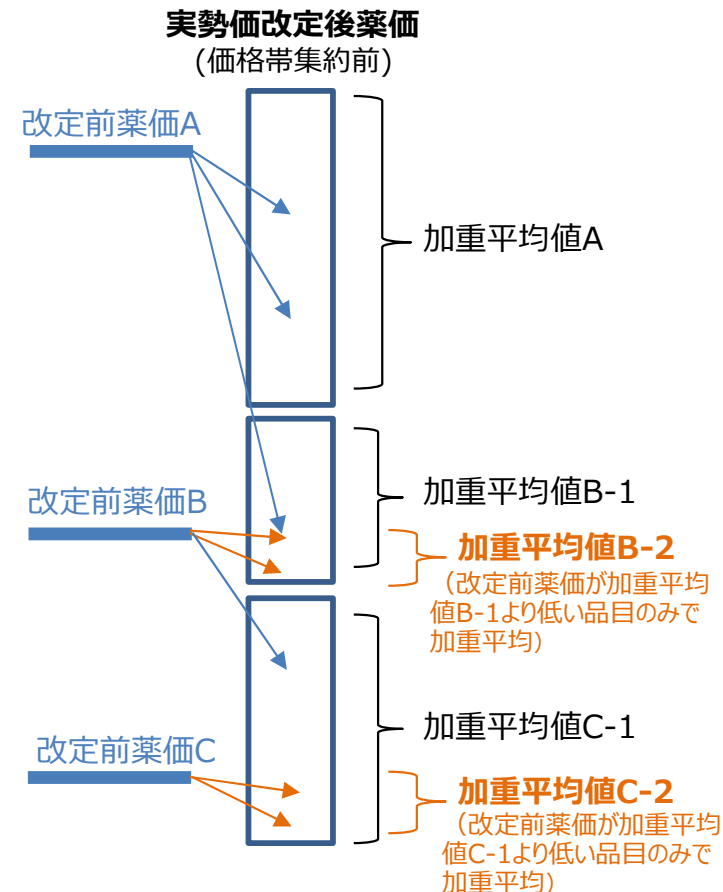 実勢価改定後薬価
(価格帯集約前)
改定前薬価A
加重平均値A
改定前薬価B
加重平均値B-1
加重平均値B-2
（改定前薬価が加重平均
値B-1より低い品目のみで
加重平均）
改定前薬価C
加重平均値C-1
加重平均値C-2
（改定前薬価が加重平均
値C-1より低い品目のみで
加重平均）